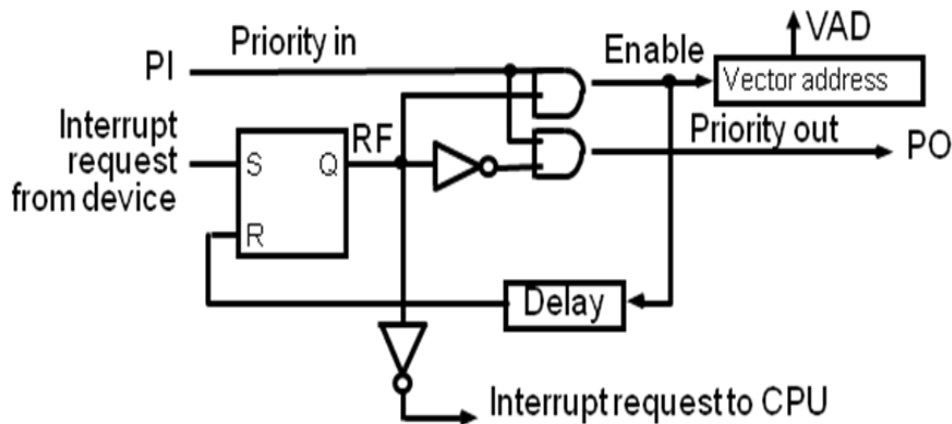 VAD
Priority in
Enable
PI
Vector address
Interrupt
request
from device
RF
Priority out
PO
S
Q
R
Delay
Interrupt request to CPU